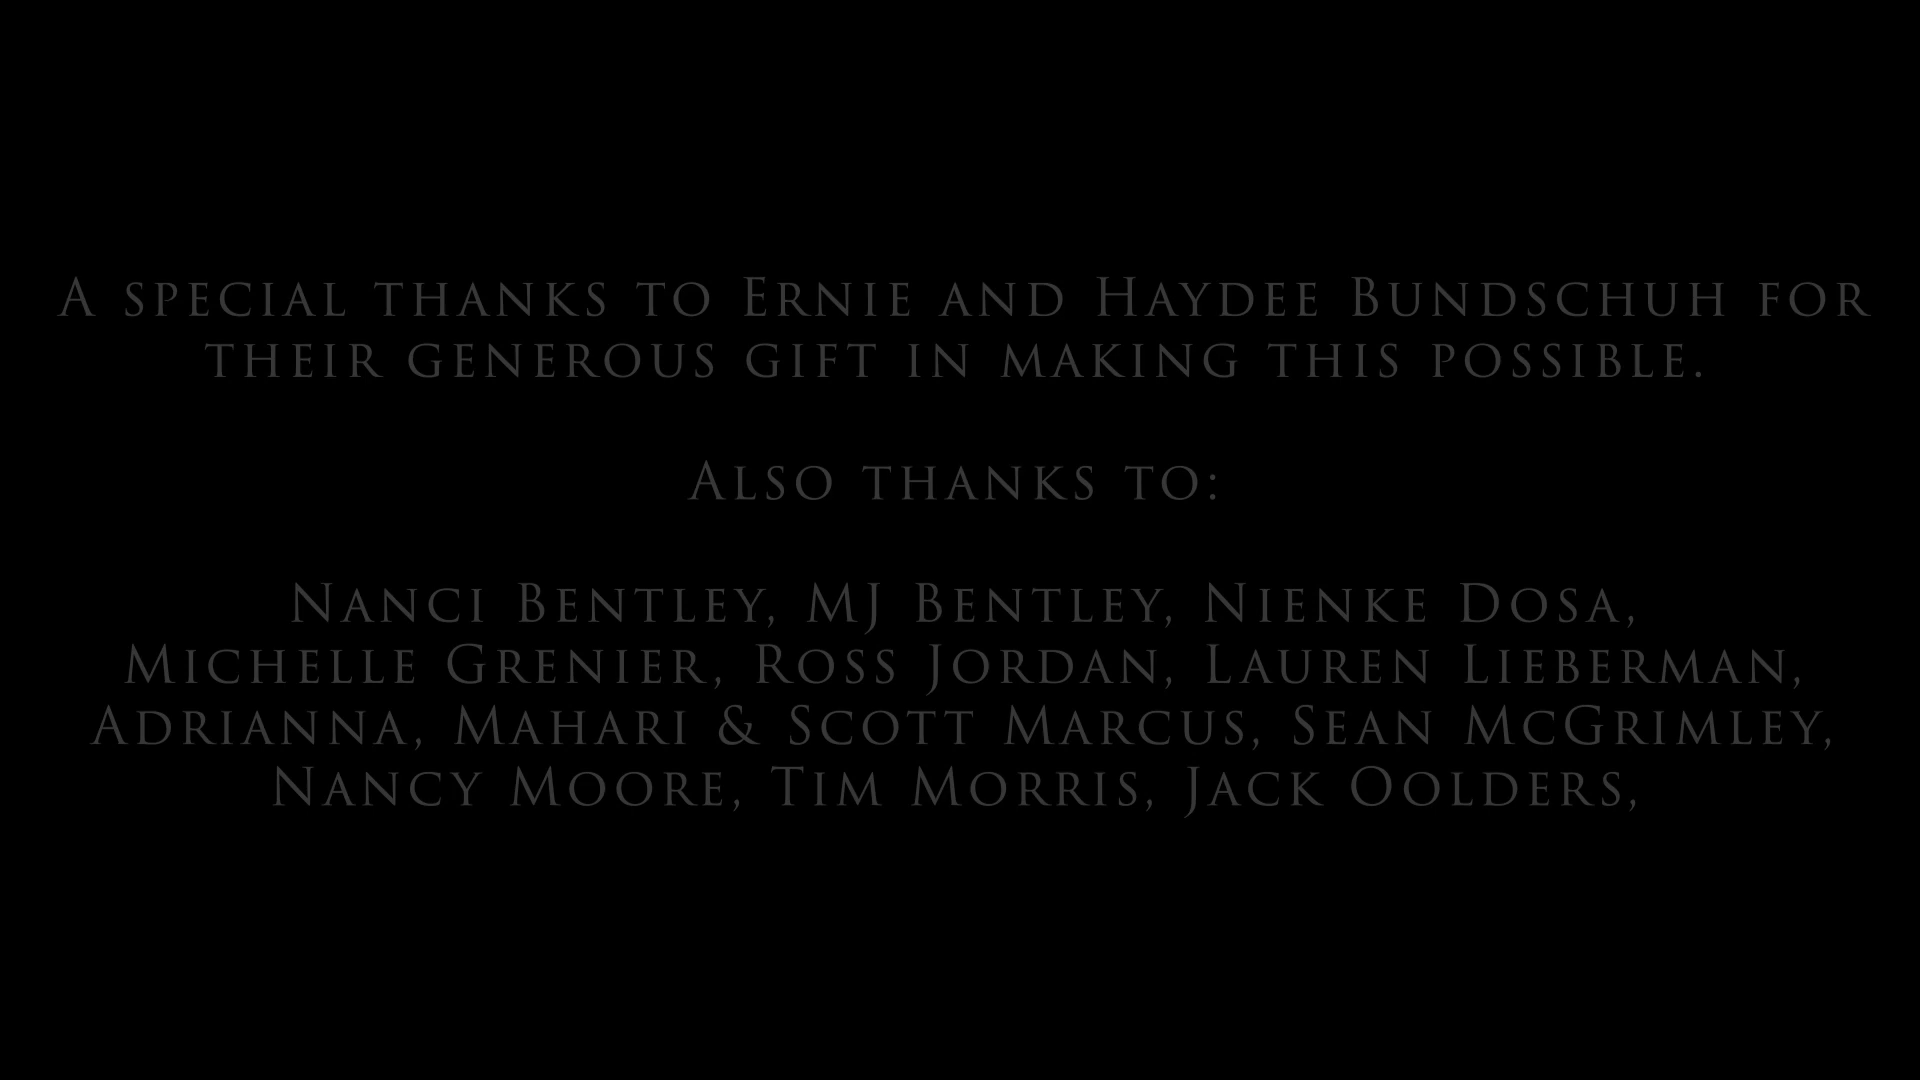 A special thanks to Ernie and Haydee Bundschuh for
their generous gift in making this possible.
Also thanks to:
Nanci Bentley, MJ Bentley, Nienke Dosa,
Michelle Grenier, Ross Jordan, Lauren Lieberman,
Adrianna, Mahari & Scott Marcus, Sean McGrimley,
Nancy Moore, Tim Morris, Jack Oolders,